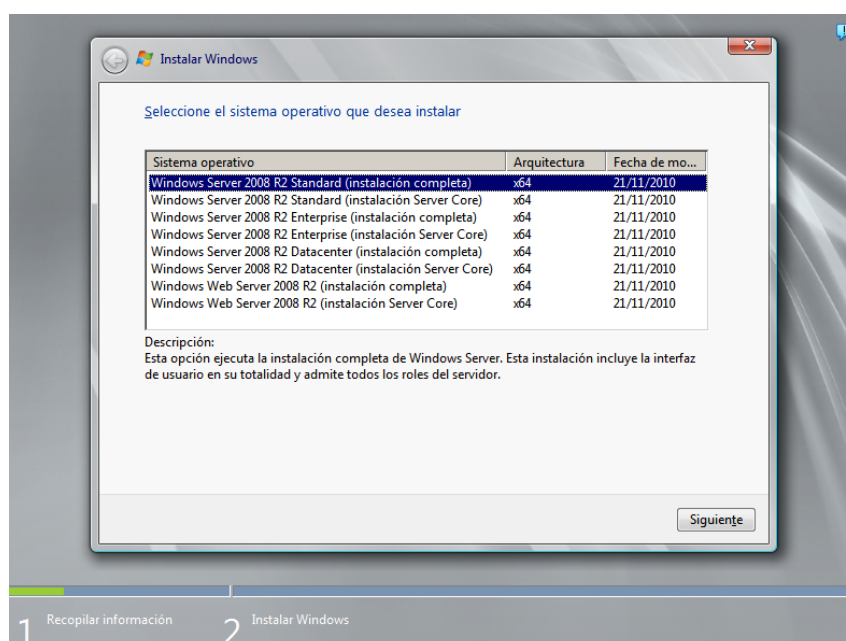 Instalar Windows
Seleccione el sistema operativo que desea instalar
Sistema operativo Arquitectura Fecha de mo...
Windows Server 2008 R2 Standard (instalación completa) x64 21/11/2010
Windows Server 2008 R2 Standard (instalación Server Core) x64 21/11/2010
Windows Server 2008 R2 Enterprise (instalación completa) x64 21/11/2010
Windows Server 2008 R2 Enterprise (instalación Server Core) x64 21/11/2010
Windows Server 2008 R2 Datacenter (instalación completa) x64 21/11/2010
Windows Server 2008 R2 Datacenter (instalación Server Core) x64 21/11/2010
Windows Web Server 2008 R2 (instalación completa) x64 21/11/2010
Windows Web Server 2008 R2 (instalación Server Core) x64 21/11/2010
Descripción:
Esta opción ejecuta la instalación completa de Windows Server. Esta instalación incluye la interfaz
de usuario en su totalidad y admite todos los roles del servidor.
Siguiente
1 Recopilar información 2 Instalar Windows